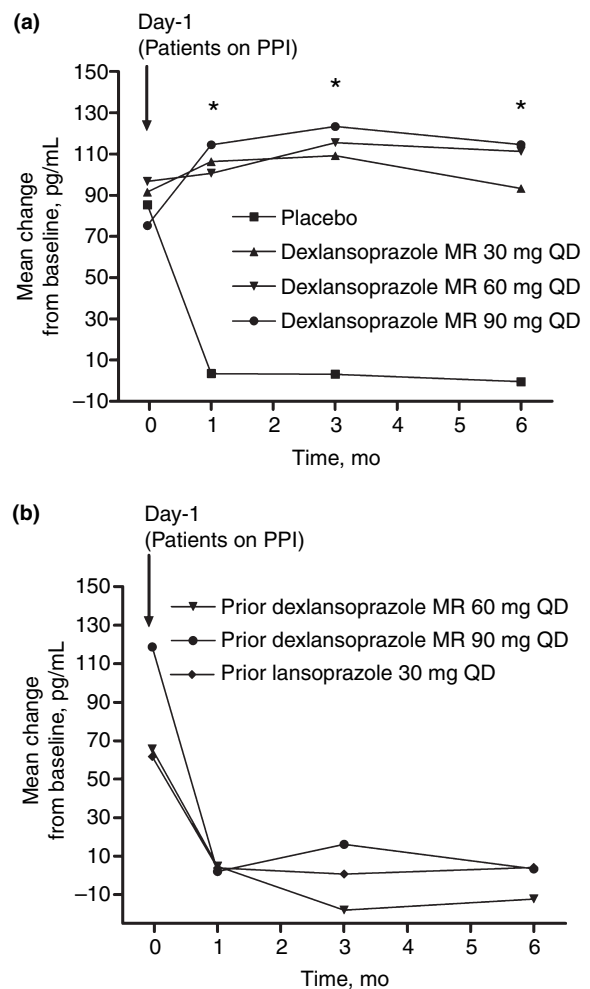 (a)
Day-1
(Patients on PPI)
150
130
110
90
70
50
30
10
–10
Mean change
from baseline, pg/mL
*
*
*
Placebo
Dexlansoprazole MR 30 mg QD
Dexlansoprazole MR 60 mg QD
Dexlansoprazole MR 90 mg QD
0 1 2 3 4 5 6
Time, mo
(b)
Day-1
(Patients on PPI)
150
130
110
90
70
50
30
10
–10
Mean change
from baseline, pg/mL
Prior dexlansoprazole MR 60 mg QD
Prior dexlansoprazole MR 90 mg QD
Prior lansoprazole 30 mg QD
0 1 2 3 4 5 6
Time, mo